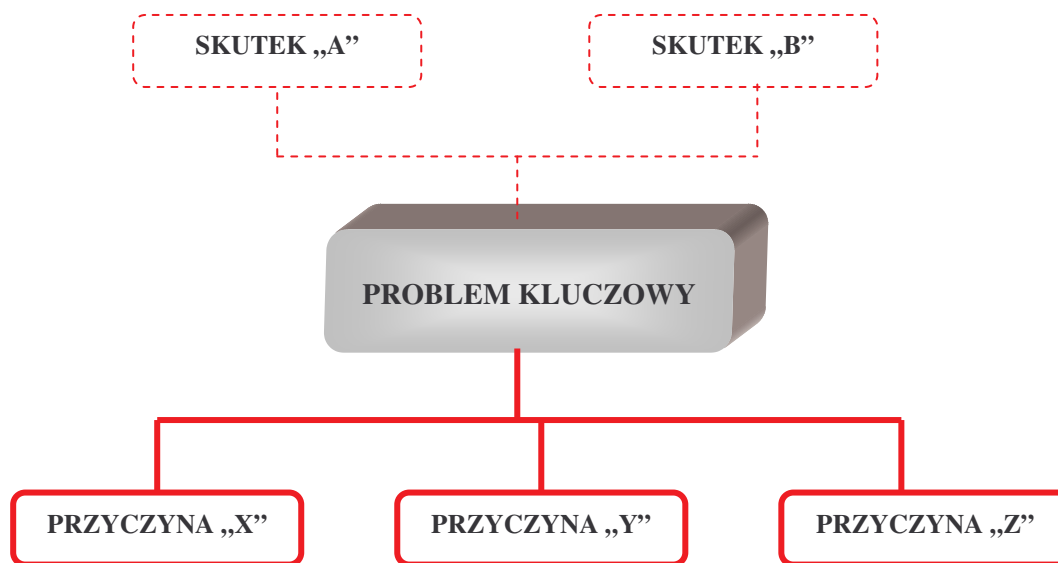 SKUTEK „A”
SKUTEK „B”
PROBLEM KLUCZOWY
PRZYCZYNA „X”
PRZYCZYNA „Y”
PRZYCZYNA „Z”